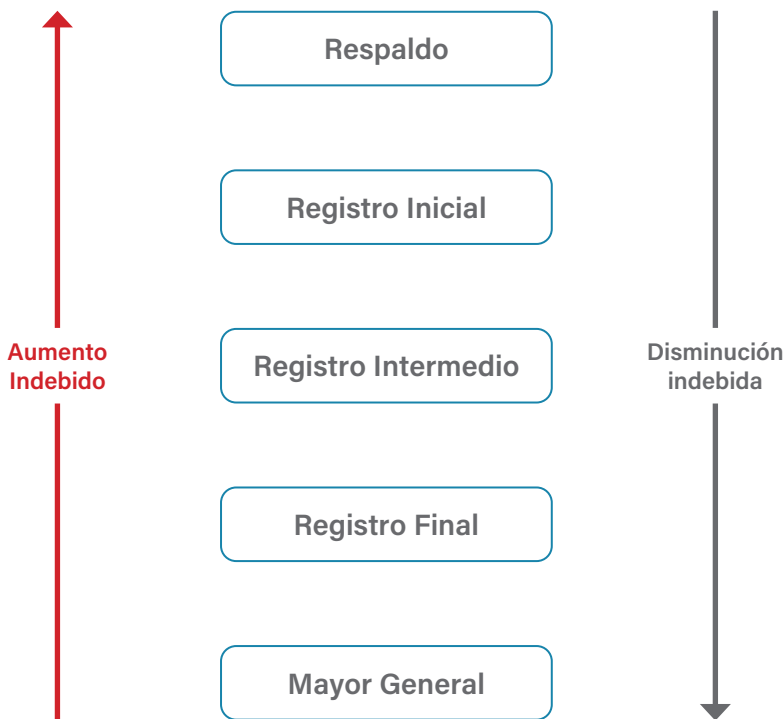 Respaldo
Registro Inicial
Aumento
Indebido
Registro Intermedio
Disminución
indebida
Registro Final
Mayor General